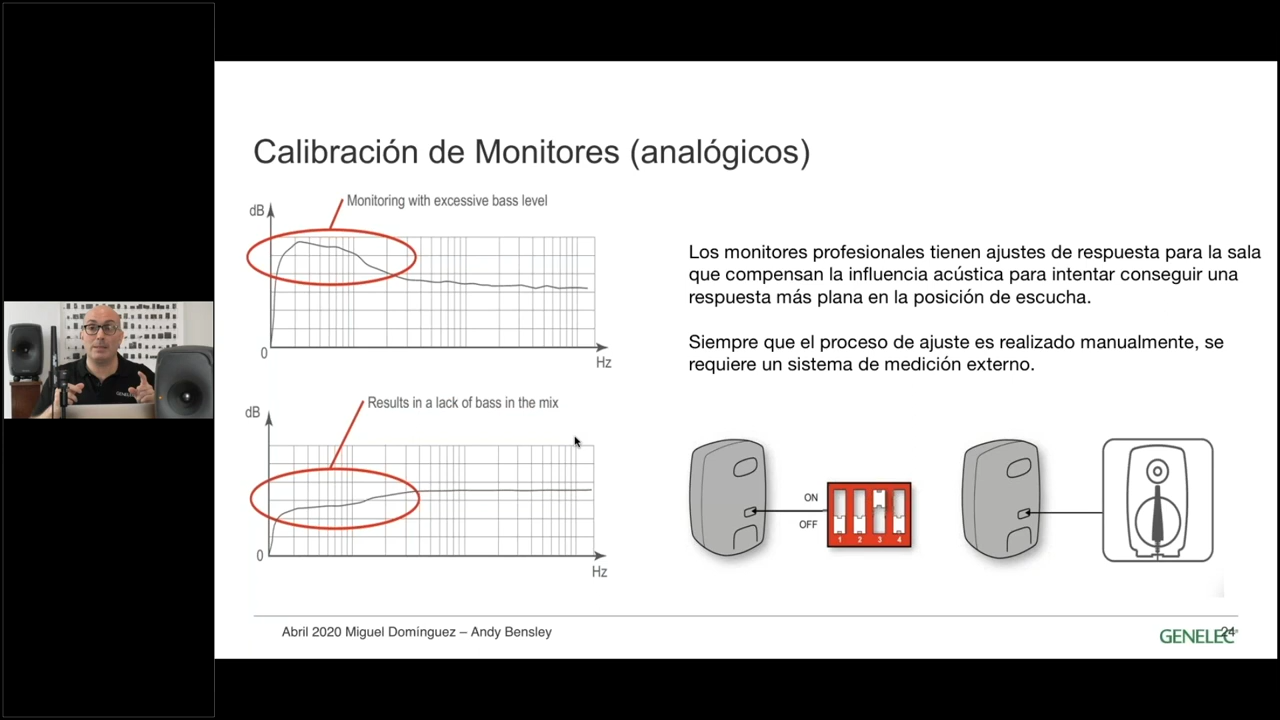 Calibración de Monitores (analógicos)
Monitoring with excessive bass level
dB
0
Hz
Results in a lack of bass in the mix
dB
0
Hz
Los monitores profesionales tienen ajustes de respuesta para la sala
que compensan la influencia acústica para intentar conseguir una
respuesta más plana en la posición de escucha.
Siempre que el proceso de ajuste es realizado manualmente, se
requiere un sistema de medición externo.
ON
OFF
1 2 3 4
Abril 2020 Miguel Domínguez – Andy Bensley
GENELEC
24
GENELEC